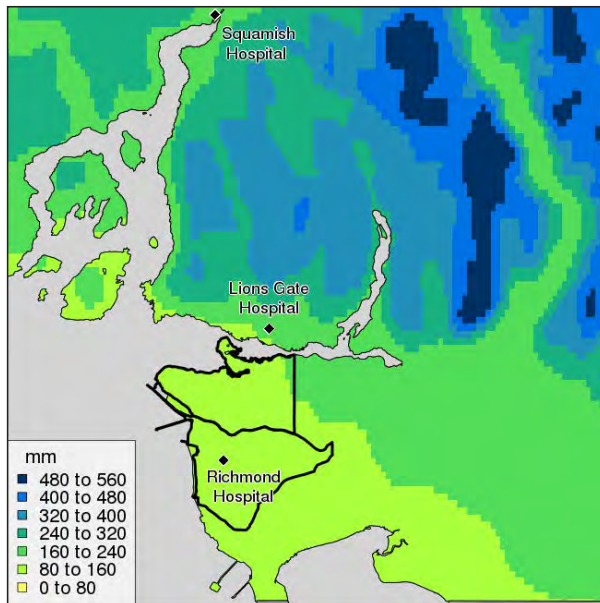 Squamish
Hospital
Lions Gate
Hospital
Richmond
Hospital
mm
480 to 560
400 to 480
320 to 400
240 to 320
160 to 240
80 to 160
0 to 80